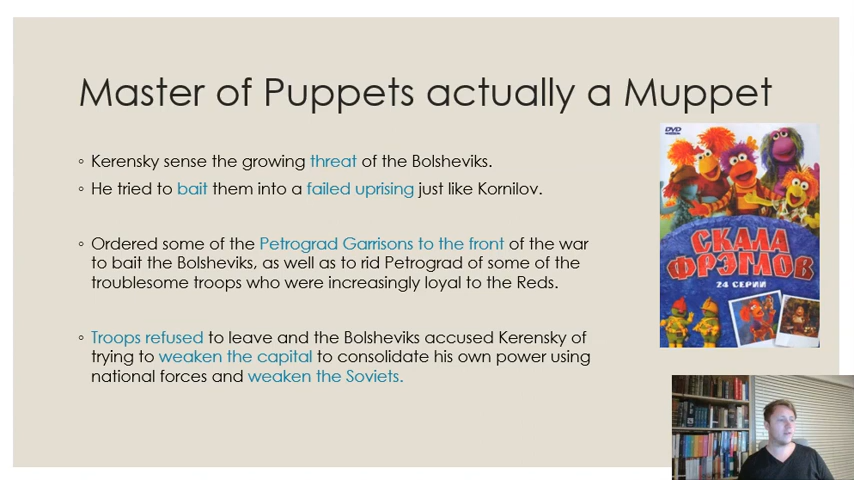 Master of Puppets actually a Muppet
◦ Kerensky sense the growing threat of the Bolsheviks.
◦ He tried to bait them into a failed uprising just like Kornilov.
◦ Ordered some of the Petrograd Garrisons to the front of the war
to bait the Bolsheviks, as well as to rid Petrograd of some of the
troublesome troops who were increasingly loyal to the Reds.
◦ Troops refused to leave and the Bolsheviks accused Kerensky of
trying to weaken the capital to consolidate his own power using
national forces and weaken the Soviets.
DVD
СКАЛА
ФРЭГЛОВ
24 СЕРИИ